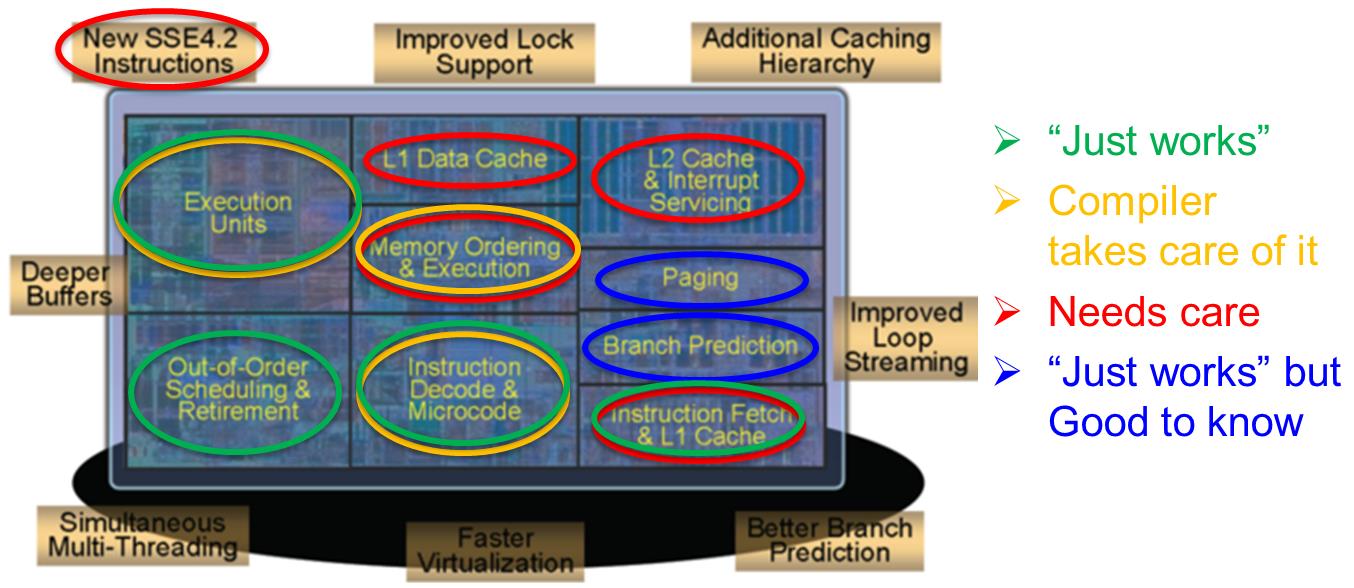 New SSE4.2
Instructions
Improved Lock
Support
Additional Caching
Hierarchy
Execution
Units
L1 Data Cache
L2 Cache
& Interrupt
Servicing
Memory Ordering
& Execution
Paging
Deeper
Buffers
Branch Prediction
Improved
Loop
Streaming
Out-of-Order
Scheduling &
Retirement
Instruction
Decode &
Microcode
Instruction Fetch
& L1 Cache
Simultaneous
Multi-Threading
Faster
Virtualization
Better Branch
Prediction
➢ “Just works”
➢ Compiler
takes care of it
➢ Needs care
➢ “Just works” but
Good to know